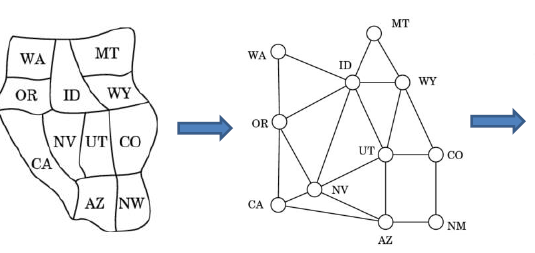 WA MT
OR ID WY
NV UT CO
CA
AZ NW
MT
WA
ID
WY
OR
UT CO
NV
CA
NM
AZ